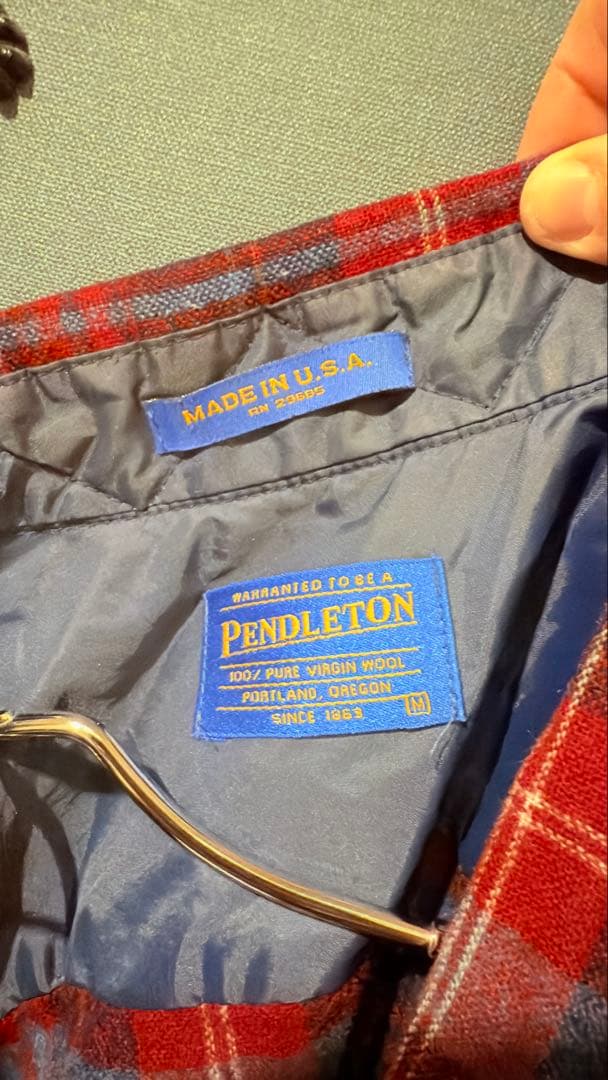 MADE IN U.S.A.
RN 29685
WARRANTED TO BE A
PENDLETON
100% PURE VIRGIN WOOL
PORTLAND, OREGON
SINCE 1863
M